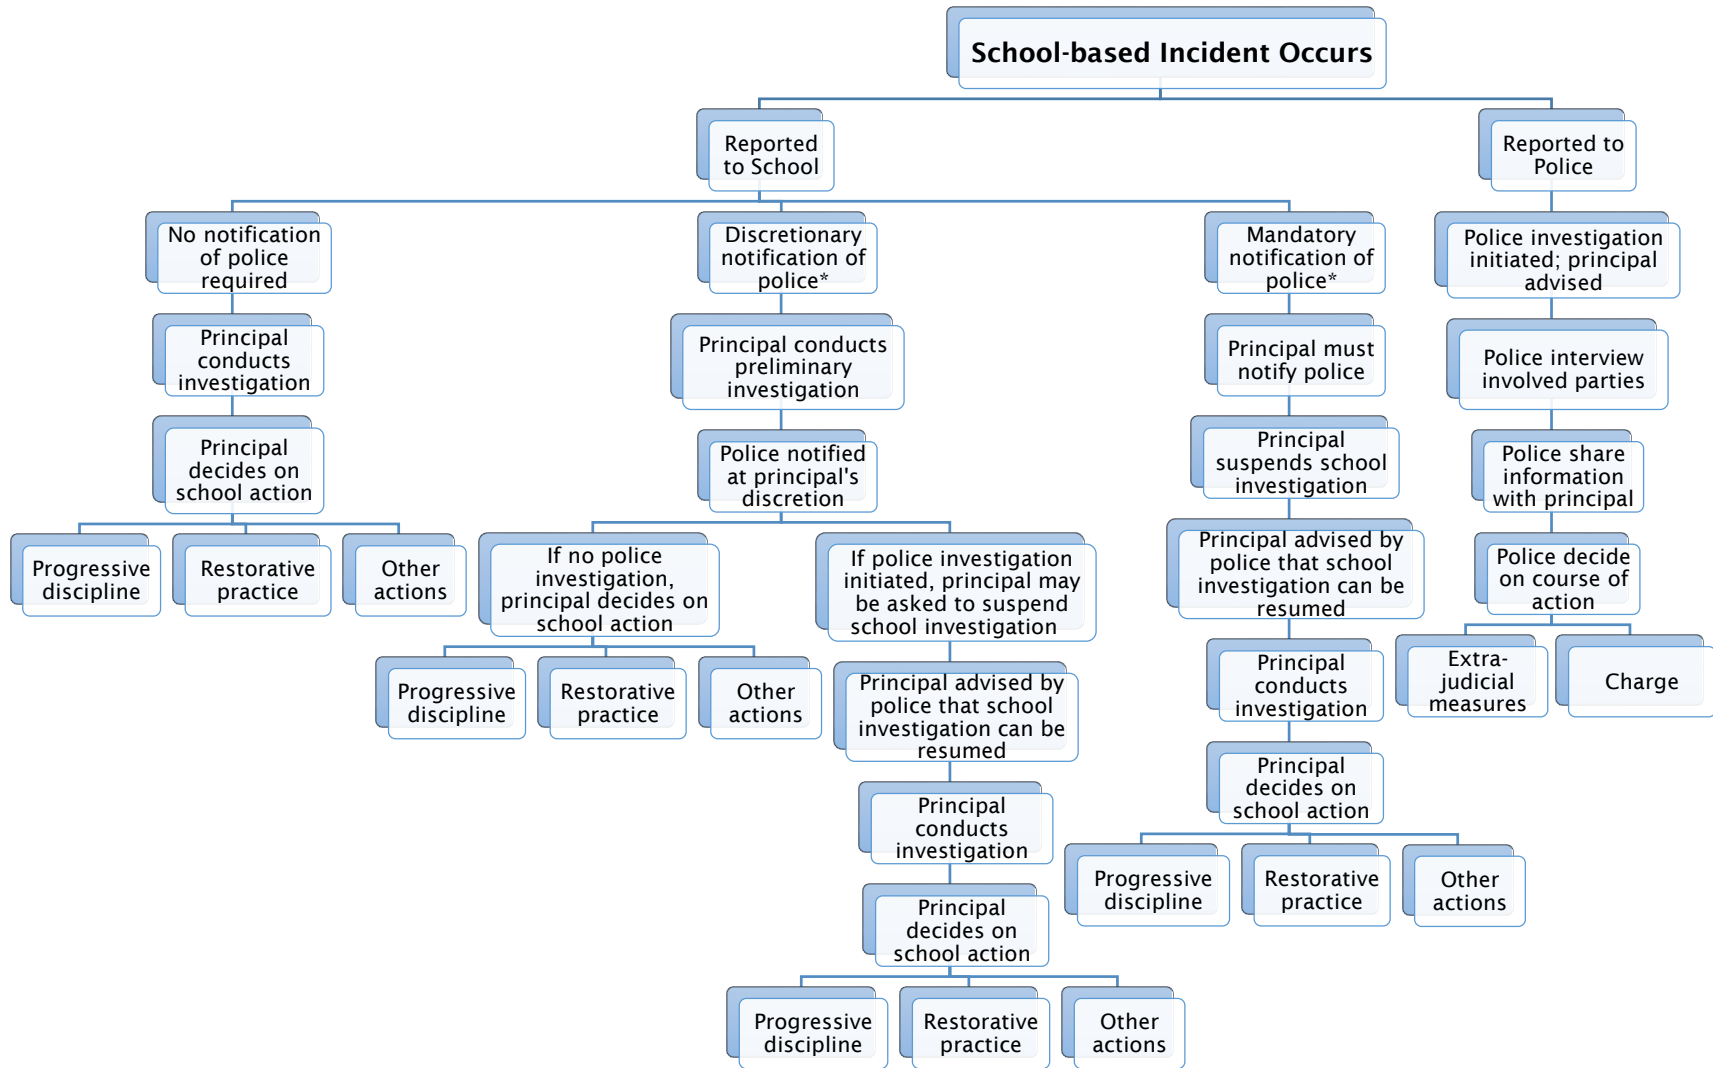 School-based Incident Occurs
Reported
to School
Reported to
Police
No notification
of police
required
Discretionary
notification of
police*
Mandatory
notification of
police*
Police investigation
initiated; principal
advised
Principal
conducts
investigation
Principal conducts
preliminary
investigation
Principal must
notify police
Police interview
involved parties
Principal
decides on
school action
Police notified
at principal's
discretion
Principal
suspends school
investigation
Police share
information
with principal
Progressive
discipline
Restorative
practice
Other
actions
If no police
investigation,
principal decides on
school action
If police investigation
initiated, principal may
be asked to suspend
school investigation
Principal advised by
police that school
investigation can be
resumed
Police decide
on course of
action
Progressive
discipline
Restorative
practice
Other
actions
Principal advised by
police that school
investigation can be
resumed
Principal
conducts
investigation
Extra-
judicial
measures
Charge
Principal
conducts
investigation
Principal
decides on
school action
Principal
decides on
school action
Progressive
discipline
Restorative
practice
Other
actions
Progressive
discipline
Restorative
practice
Other
actions